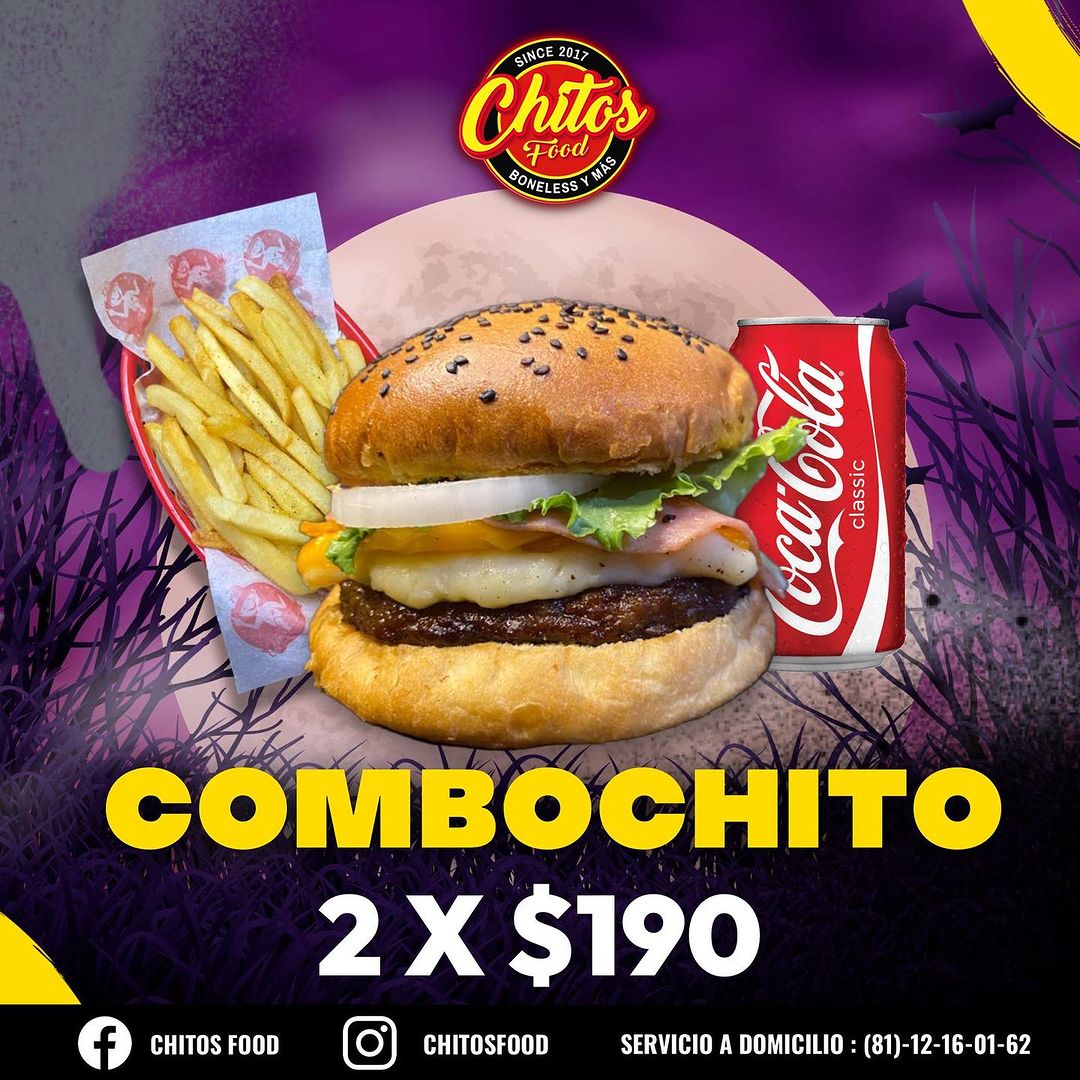 SINCE 2017
Chitos
Food
BONELESS Y MÁS
Coca-Cola
classic
COMBOCHITO
2 X $190
CHITOS FOOD
CHITOSFOOD
SERVICIO A DOMICILIO : (81)-12-16-01-62